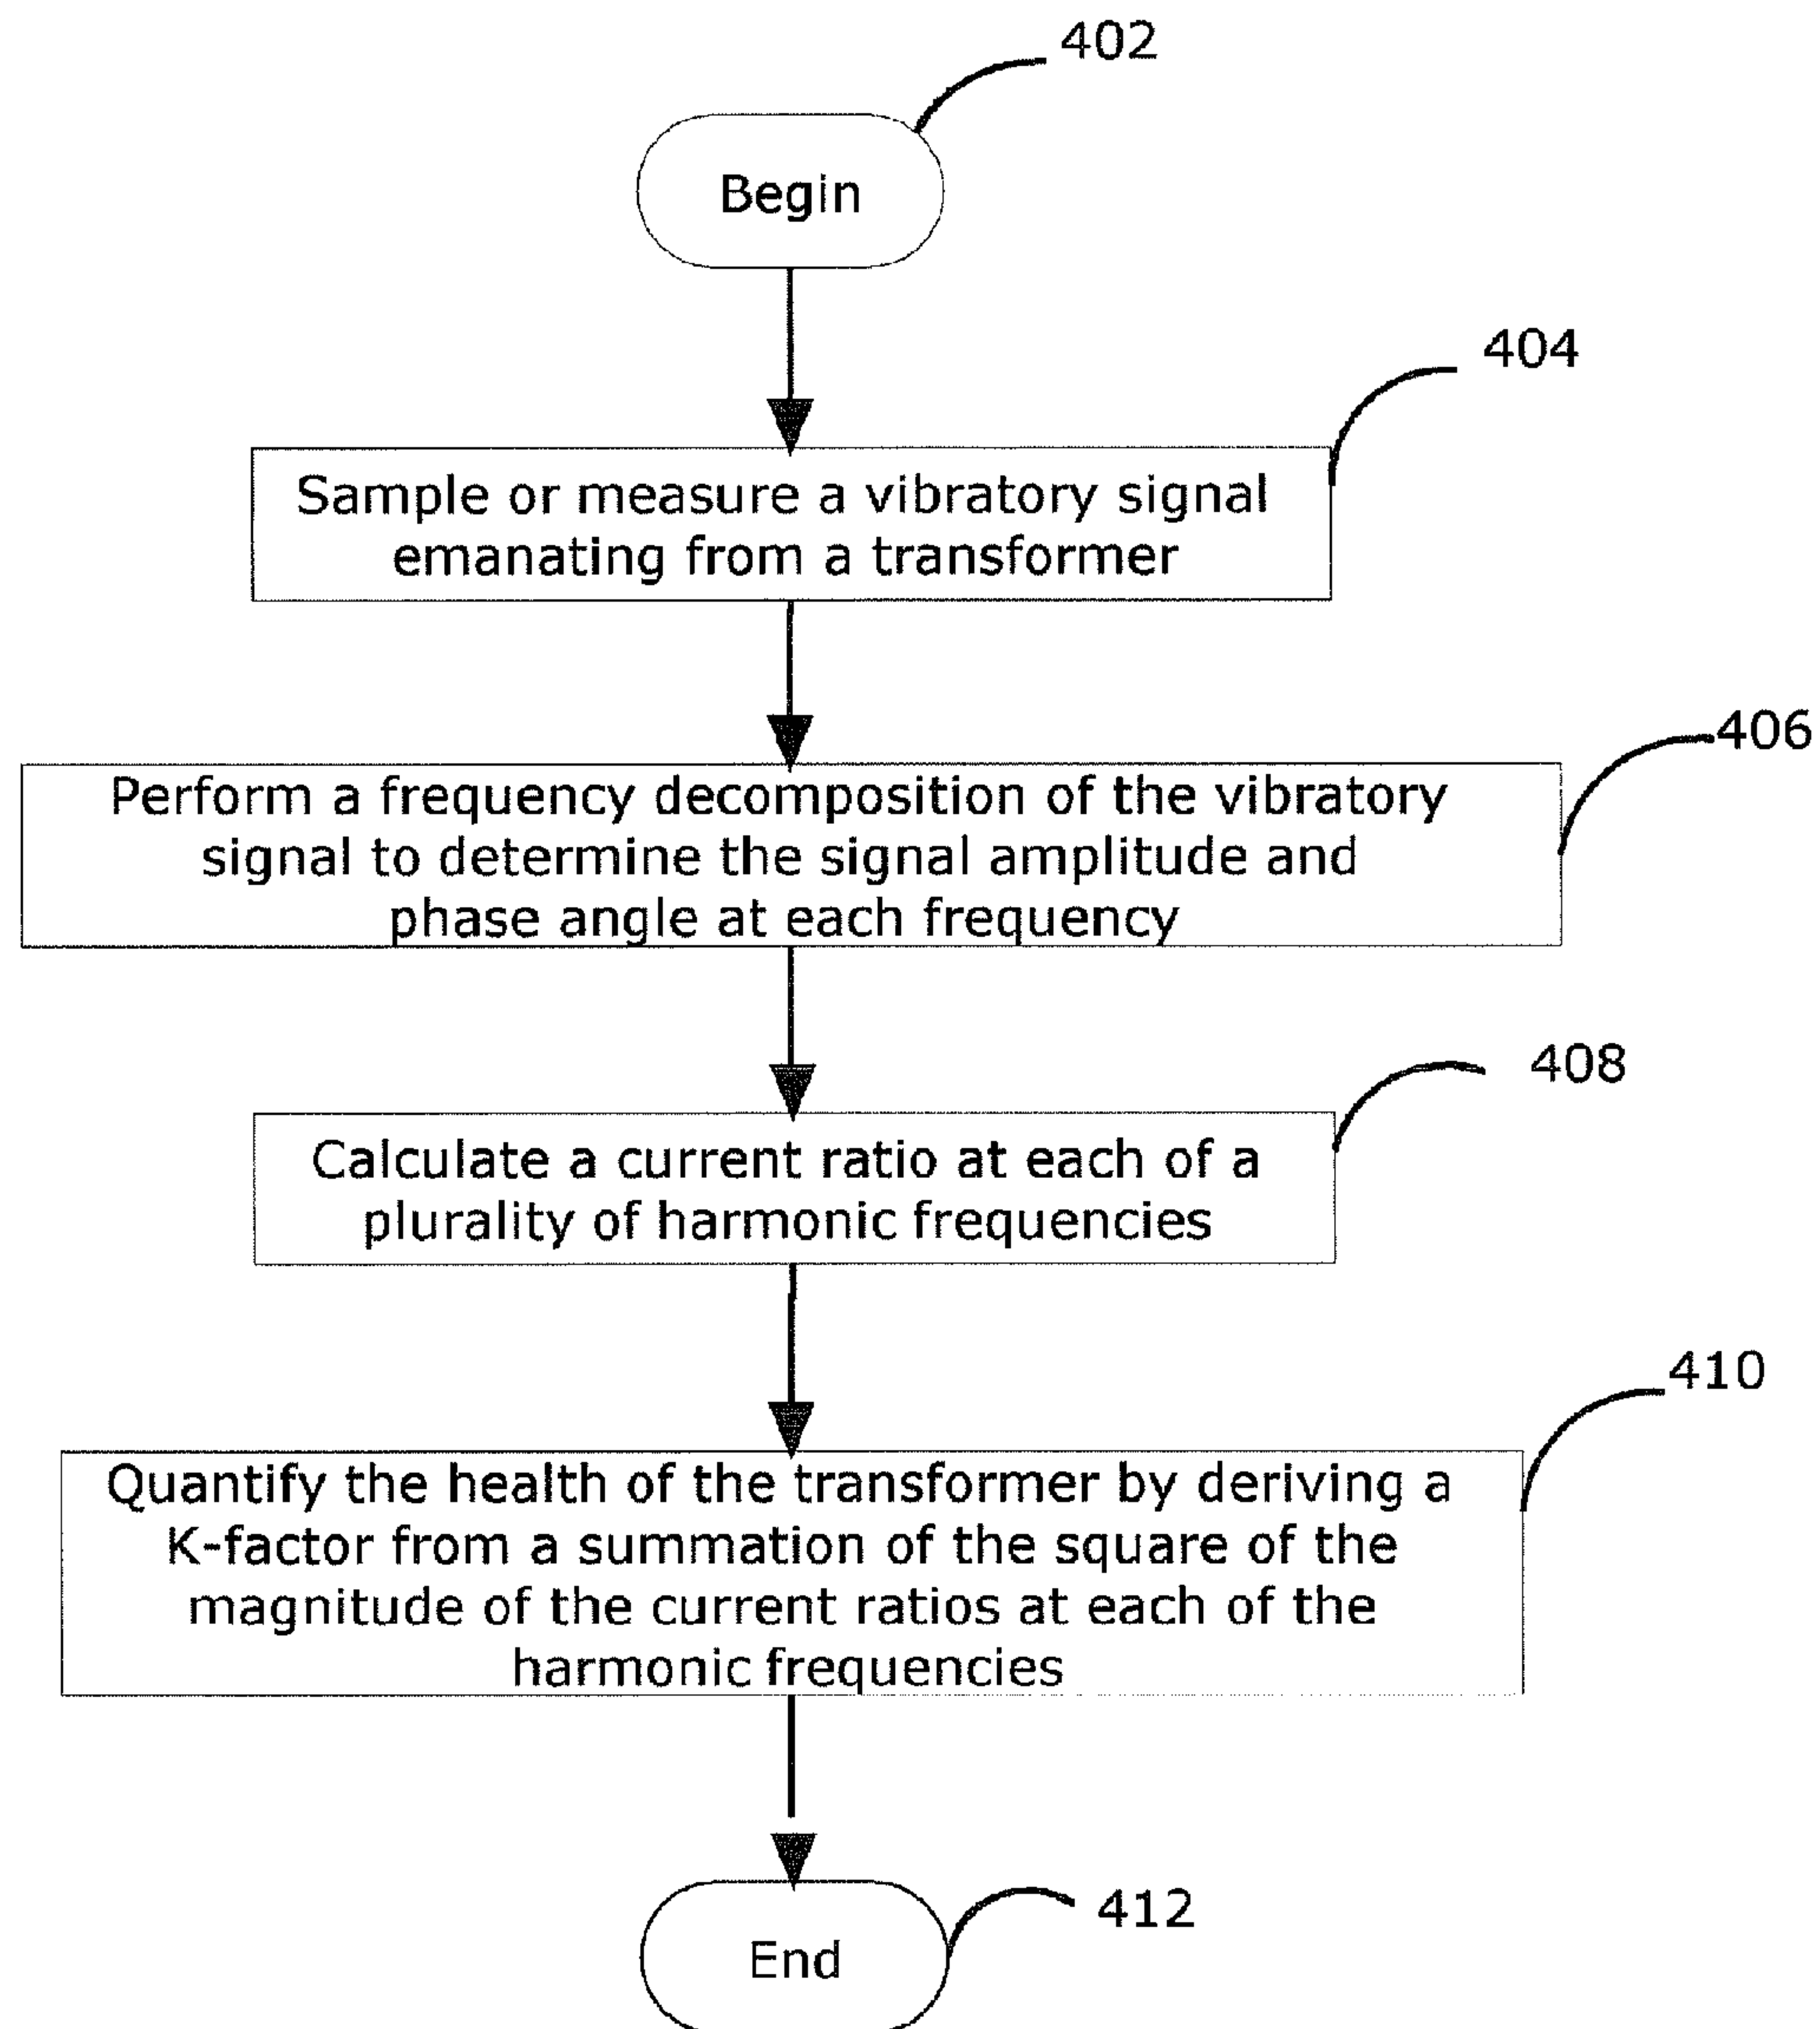 402
Begin
404
Sample or measure a vibratory signal
emanating from a transformer
406
Perform a frequency decomposition of the vibratory
signal to determine the signal amplitude and
phase angle at each frequency
408
Calculate a current ratio at each of a
plurality of harmonic frequencies
410
Quantify the health of the transformer by deriving a
K-factor from a summation of the square of the
magnitude of the current ratios at each of the
harmonic frequencies
412
End